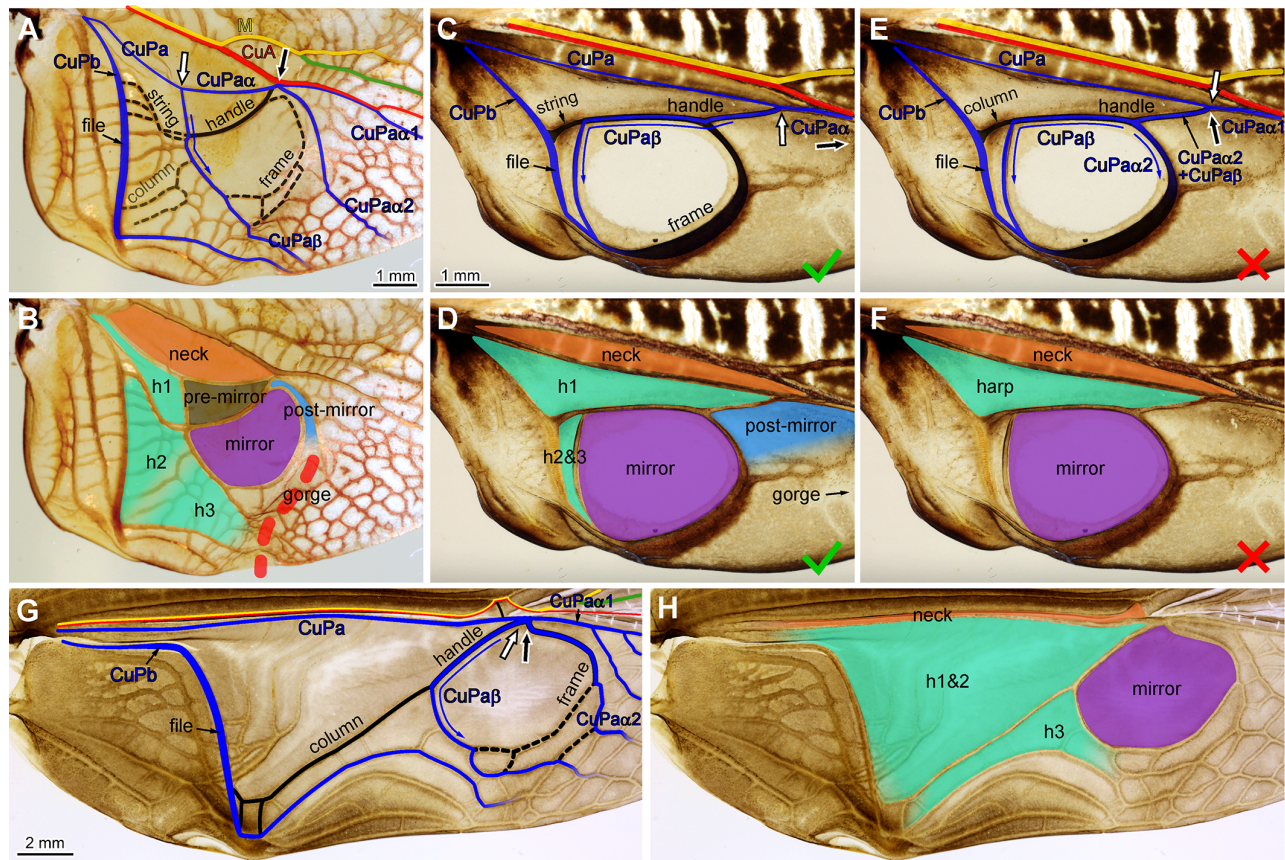 A
M
CuA
CuPa
CuPb
CuPaα
string
handle
file
CuPaα1
column
frame
CuPaα2
CuPaβ
1 mm
C
CuPa
CuPb
string
handle
CuPaα
CuPaβ
file
frame
1 mm
E
CuPa
CuPb
column
handle
CuPaα1
CuPaβ
file
CuPaα2
CuPaα2
+CuPaβ
B
neck
h1
pre-mirror
post-mirror
mirror
h2
h3
gorge
D
neck
h1
post-mirror
h2&3
mirror
gorge
F
neck
harp
mirror
G
CuPaα1
CuPa
CuPb
handle
CuPaβ
frame
file
column
CuPaα2
2 mm
H
neck
h1&2
mirror
h3